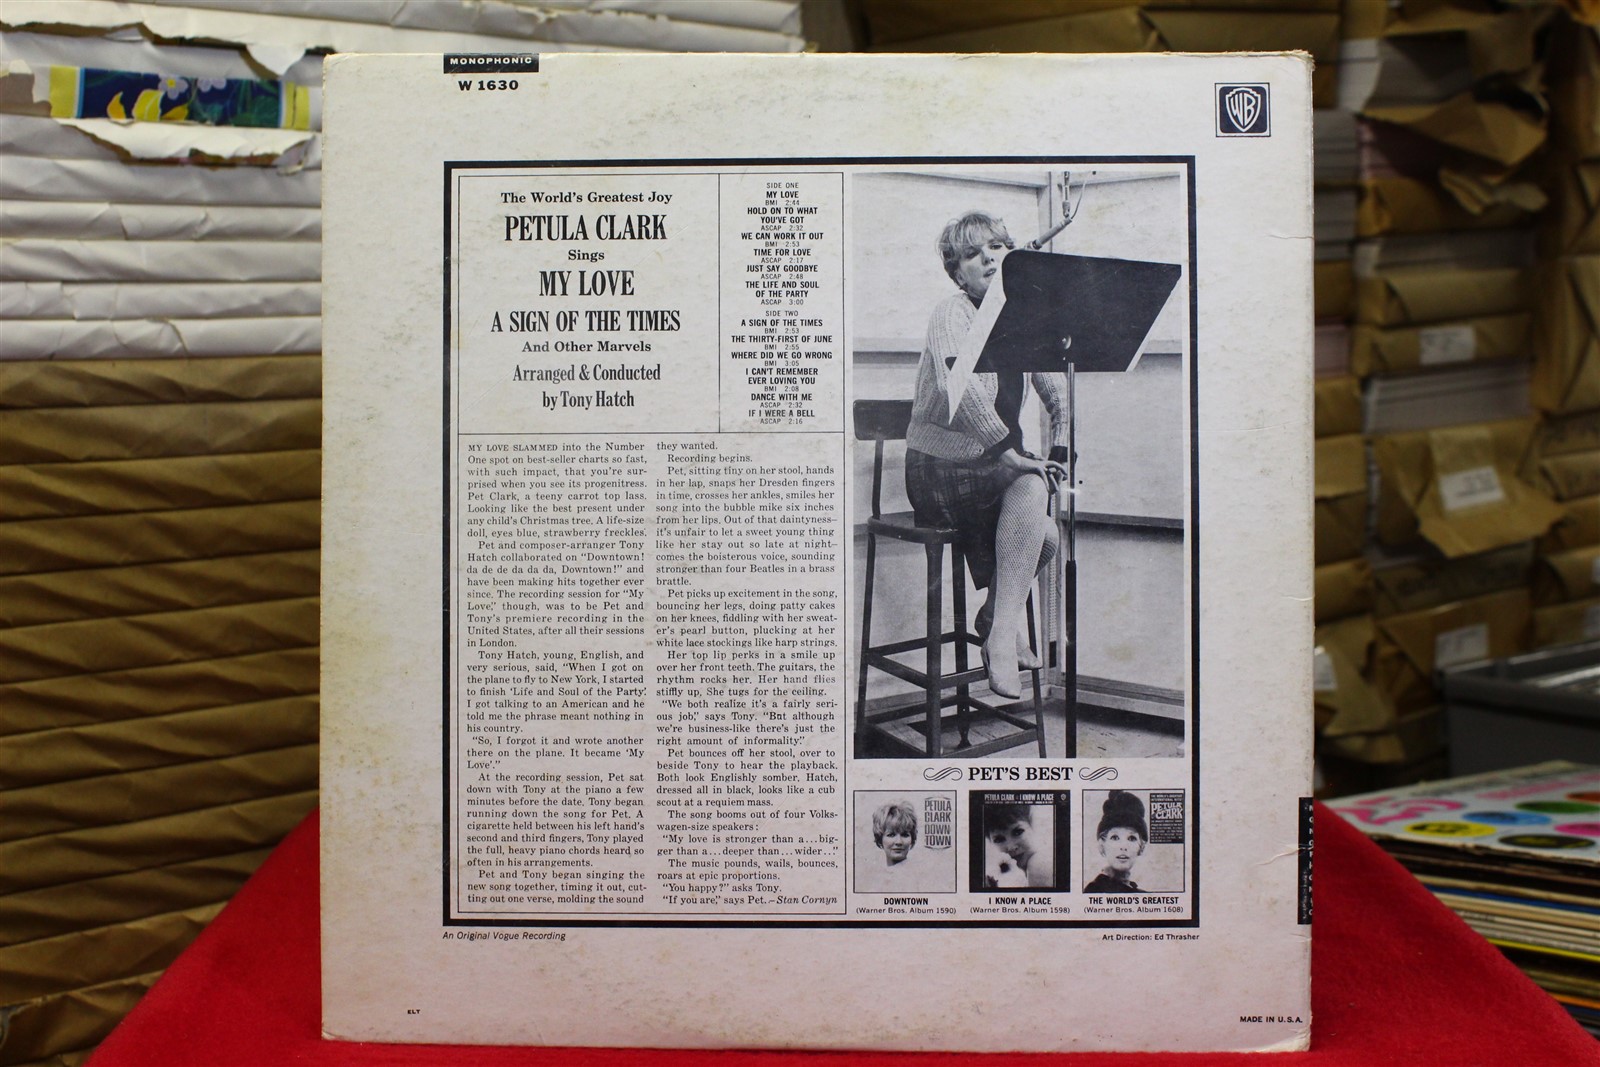 MONOPHONIC
W 1630
WB
The World's Greatest Joy
PETULA CLARK
Sings
MY LOVE
A SIGN OF THE TIMES
And Other Marvels
Arranged & Conducted
by Tony Hatch
SIDE ONE
MY LOVE
BMI 2:44
HOLD ON TO WHAT
YOU'VE GOT
ASCAP 2:32
WE CAN WORK IT OUT
BMI 2:53
TIME FOR LOVE
ASCAP 2:17
JUST SAY GOODBYE
ASCAP 2:48
THE LIFE AND SOUL
OF THE PARTY
ASCAP 3:00
SIDE TWO
A SIGN OF THE TIMES
BMI 2:53
THE THIRTY-FIRST OF JUNE
BMI 2:55
WHERE DID WE GO WRONG
BMI 3:05
I CAN'T REMEMBER
EVER LOVING YOU
BMI 2:08
DANCE WITH ME
ASCAP 2:32
IF I WERE A BELL
ASCAP 2:16
MY LOVE SLAMMED into the Number
One spot on best-seller charts so fast,
with such impact, that you're sur-
prised when you see its progenitress.
Pet Clark, a teeny carrot top lass.
Looking like the best present under
any child's Christmas tree. A life-size
doll, eyes blue, strawberry freckles.
Pet and composer-arranger Tony
Hatch collaborated on "Downtown!
da de de da da da, Downtown!" and
have been making hits together ever
since. The recording session for "My
Love," though, was to be Pet and
Tony's premiere recording in the
United States, after all their sessions
in London.
Tony Hatch, young, English, and
very serious, said, "When I got on
the plane to fly to New York, I started
to finish 'Life and Soul of the Party.'
I got talking to an American and he
told me the phrase meant nothing in
his country.
"So, I forgot it and wrote another
there on the plane. It became 'My
Love'."
At the recording session, Pet sat
down with Tony at the piano a few
minutes before the date. Tony began
running down the song for Pet. A
cigarette held between his left hand's
second and third fingers, Tony played
the full, heavy piano chords heard so
often in his arrangements.
Pet and Tony began singing the
new song together, timing it out, cut-
ting out one verse, molding the sound
they wanted.
Recording begins.
Pet, sitting tiny on her stool, hands
in her lap, snaps her Dresden fingers
in time, crosses her ankles, smiles her
song into the bubble mike six inches
from her lips. Out of that daintyness—
it's unfair to let a sweet young thing
like her stay out so late at night—
comes the boisterous voice, sounding
stronger than four Beatles in a brass
brattle.
Pet picks up excitement in the song,
bouncing her legs, doing patty cakes
on her knees, fiddling with her sweat-
er's pearl button, plucking at her
white lace stockings like harp strings.
Her top lip perks in a smile up
over her front teeth. The guitars, the
rhythm rocks her. Her hand flies
stiffly up. She tugs for the ceiling.
"We both realize it's a fairly seri-
ous job," says Tony. "But although
we're business-like there's just the
right amount of informality."
Pet bounces off her stool, over to
beside Tony to hear the playback.
Both look Englishly somber. Hatch,
dressed all in black, looks like a cub
scout at a requiem mass.
The song booms out of four Volks-
wagen-size speakers:
"My love is stronger than a...big-
ger than a...deeper than...wider..."
The music pounds, wails, bounces,
roars at epic proportions.
"You happy?" asks Tony.
"If you are," says Pet.—Stan Cornyn
PET'S BEST
PETULA
CLARK
DOWN
TOWN
PETULA CLARK I KNOW A PLACE
PETULA
CLARK
DOWNTOWN
(Warner Bros. Album 1590)
I KNOW A PLACE
(Warner Bros. Album 1598)
THE WORLD'S GREATEST
(Warner Bros. Album 1608)
An Original Vogue Recording
Art Direction: Ed Thrasher
ELY
MADE IN U.S.A.